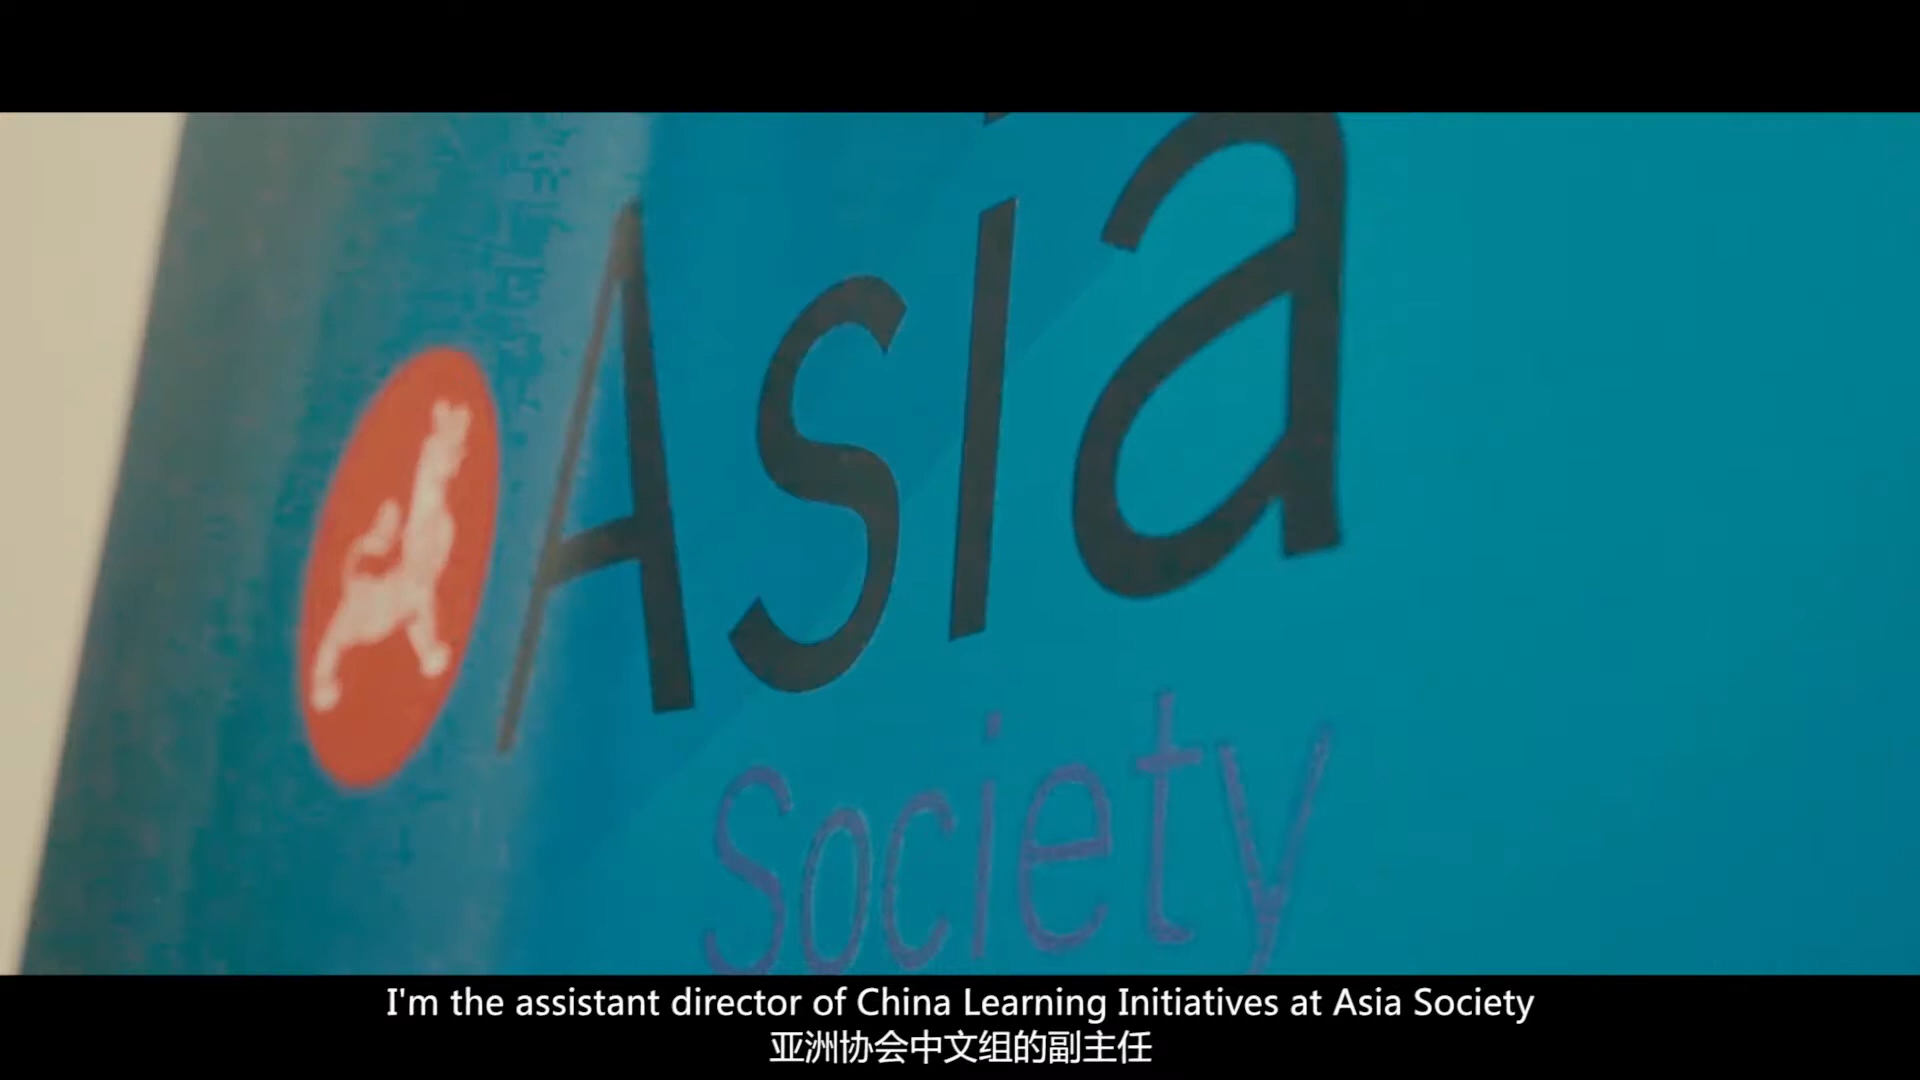 Asia
Society
I'm the assistant director of China Learning Initiatives at Asia Society
亚洲协会中文组的副主任